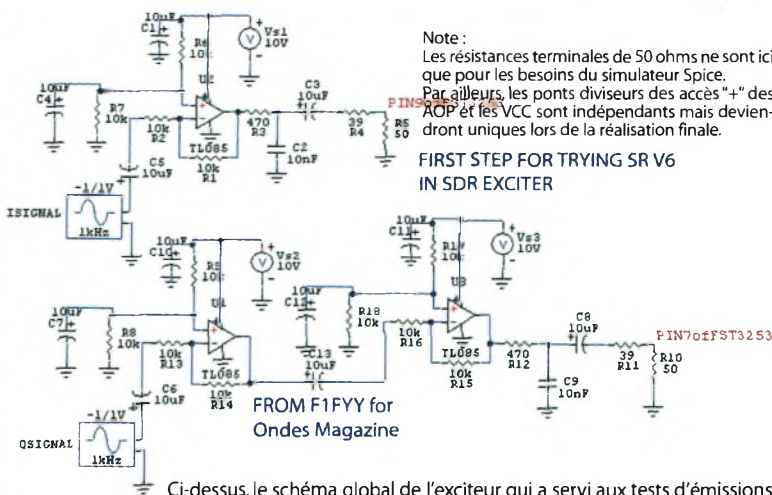 Note :
Les résistances terminales de 50 ohms ne sont ici
que pour les besoins du simulateur Spice.
Par ailleurs, les ponts diviseurs des accès "+" des
AOP et les VCC sont indépendants mais devien-
dront uniques lors de la réalisation finale.
FIRST STEP FOR TRYING SR V6
IN SDR EXCITER
10uF
C1
R6
10k
Vs1
10V
U2
10uF
C4
R7
10k
10k
R2
TL085
10k
R1
470
R3
C3
10uF
C2
10nF
39
R4
R5
50
C5
10uF
ISIGNAL
-1/1V
1kHz
10uF
C10
10k
Vs2
10V
U1
10uF
C7
R8
10k
10k
R13
TL085
10k
R14
C6
10uF
QSIGNAL
-1/1V
1kHz
C13
10uF
10uF
C11
10k
Vs3
10V
U3
10uF
C12
R18
10k
10k
R16
TL085
10k
R15
470
R12
C8
10uF
C9
10nF
39
R11
R10
50
PIN7ofFST3253
FROM F1FYY for
Ondes Magazine
Ci-dessus, le schéma global de l'exciteur qui a servi aux tests d'émissions